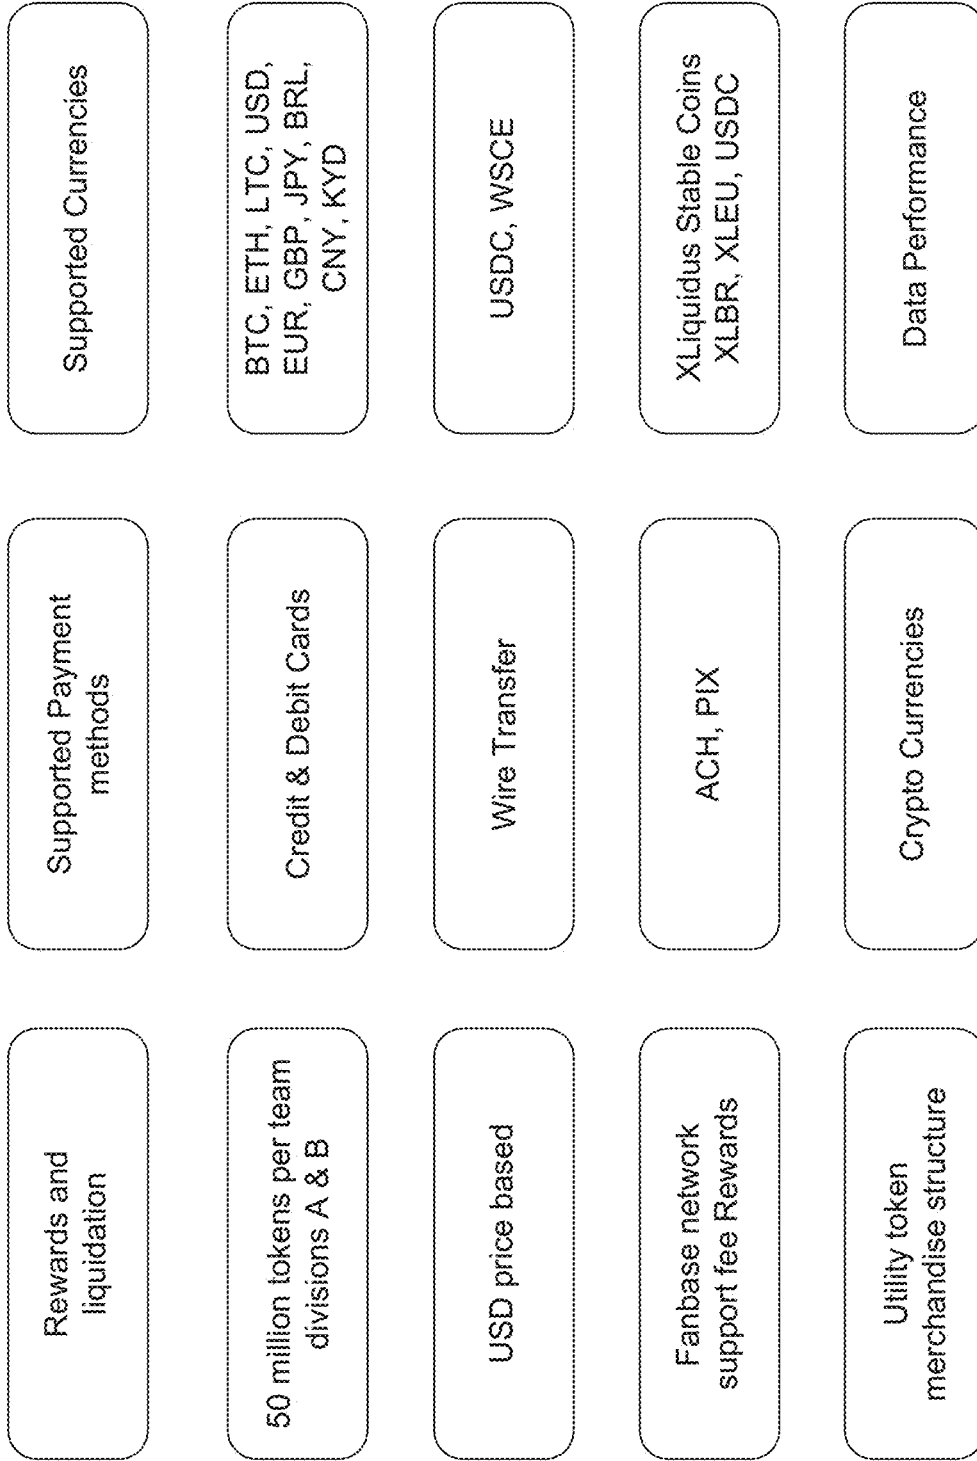 Rewards and
liquidation
Supported Payment
methods
Supported Currencies
50 million tokens per team
divisions A & B
Credit & Debit Cards
BTC, ETH, LTC, USD,
EUR, GBP, JPY, BRL,
CNY, KYD
USD price based
Wire Transfer
USDC, WSCE
Fanbase network
support fee Rewards
ACH, PIX
XLiquidus Stable Coins
XLBR, XLEU, USDC
Utility token
merchandise structure
Crypto Currencies
Data Performance